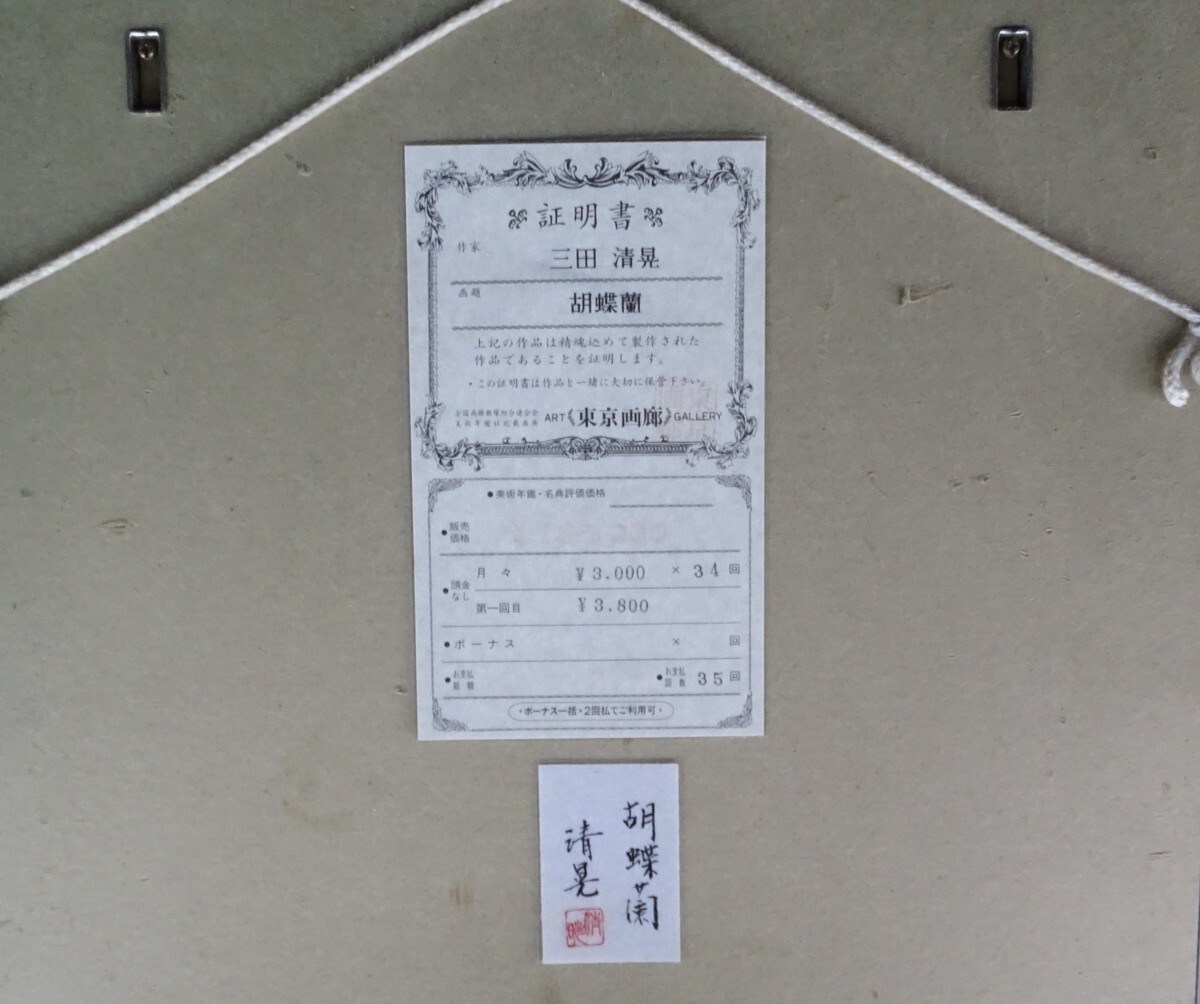 証明書
作家
三田 清晃
画題
胡蝶蘭
上記の作品は精魂込めて製作された
作品であることを証明します。
・この証明書は作品と一緒に大切に保管下さい。
ART《東京画廊》GALLERY
●美術年鑑・名典評価価格
●販売価格
●頭金なし
月々 ¥3.000 × 34 回
第一回目 ¥3.800
●ボーナス × 回
●お支払総額 ●お支払回数 35 回
・ボーナス一括・2回払でご利用可・
胡蝶蘭
清晃